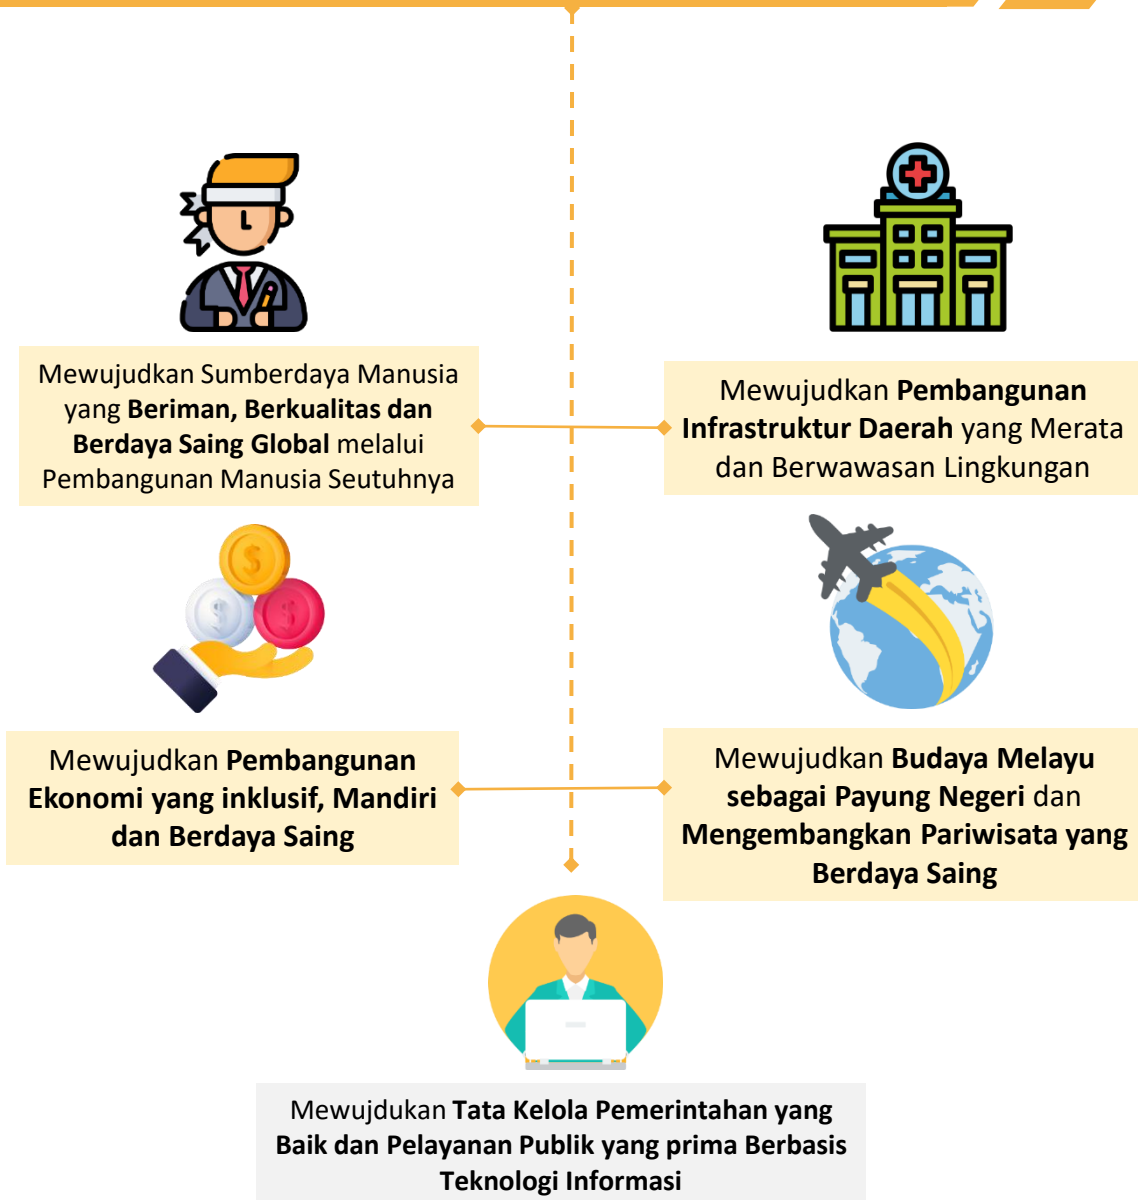 Mewujudkan Sumberdaya Manusia
yang Beriman, Berkualitas dan
Berdaya Saing Global melalui
Pembangunan Manusia Seutuhnya
Mewujudkan Pembangunan
Infrastruktur Daerah yang Merata
dan Berwawasan Lingkungan
Mewujudkan Pembangunan
Ekonomi yang inklusif, Mandiri
dan Berdaya Saing
Mewujudkan Budaya Melayu
sebagai Payung Negeri dan
Mengembangkan Pariwisata yang
Berdaya Saing
Mewujdukan Tata Kelola Pemerintahan yang
Baik dan Pelayanan Publik yang prima Berbasis
Teknologi Informasi